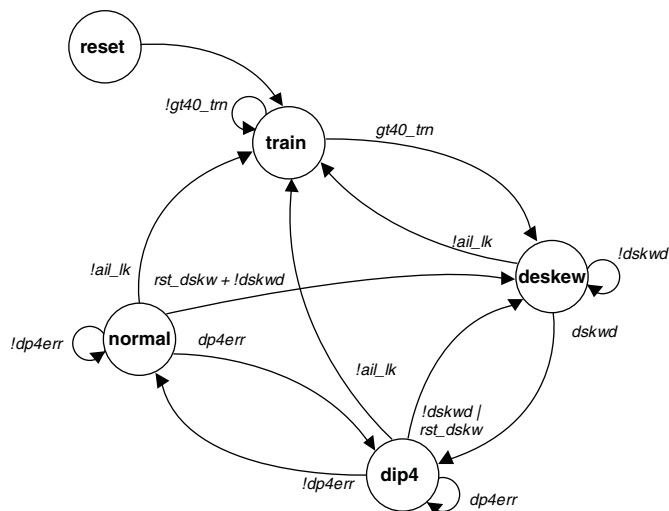 reset
!gt40_trn
train
gt40_trn
!ail_lk
!dskwd
!ail_lk
rst_dskw + !dskwd
deskew
normal
dp4err
dskwd
!dp4err
!ail_lk
!dskwd |
rst_dskw
!dp4err
dip4
dp4err